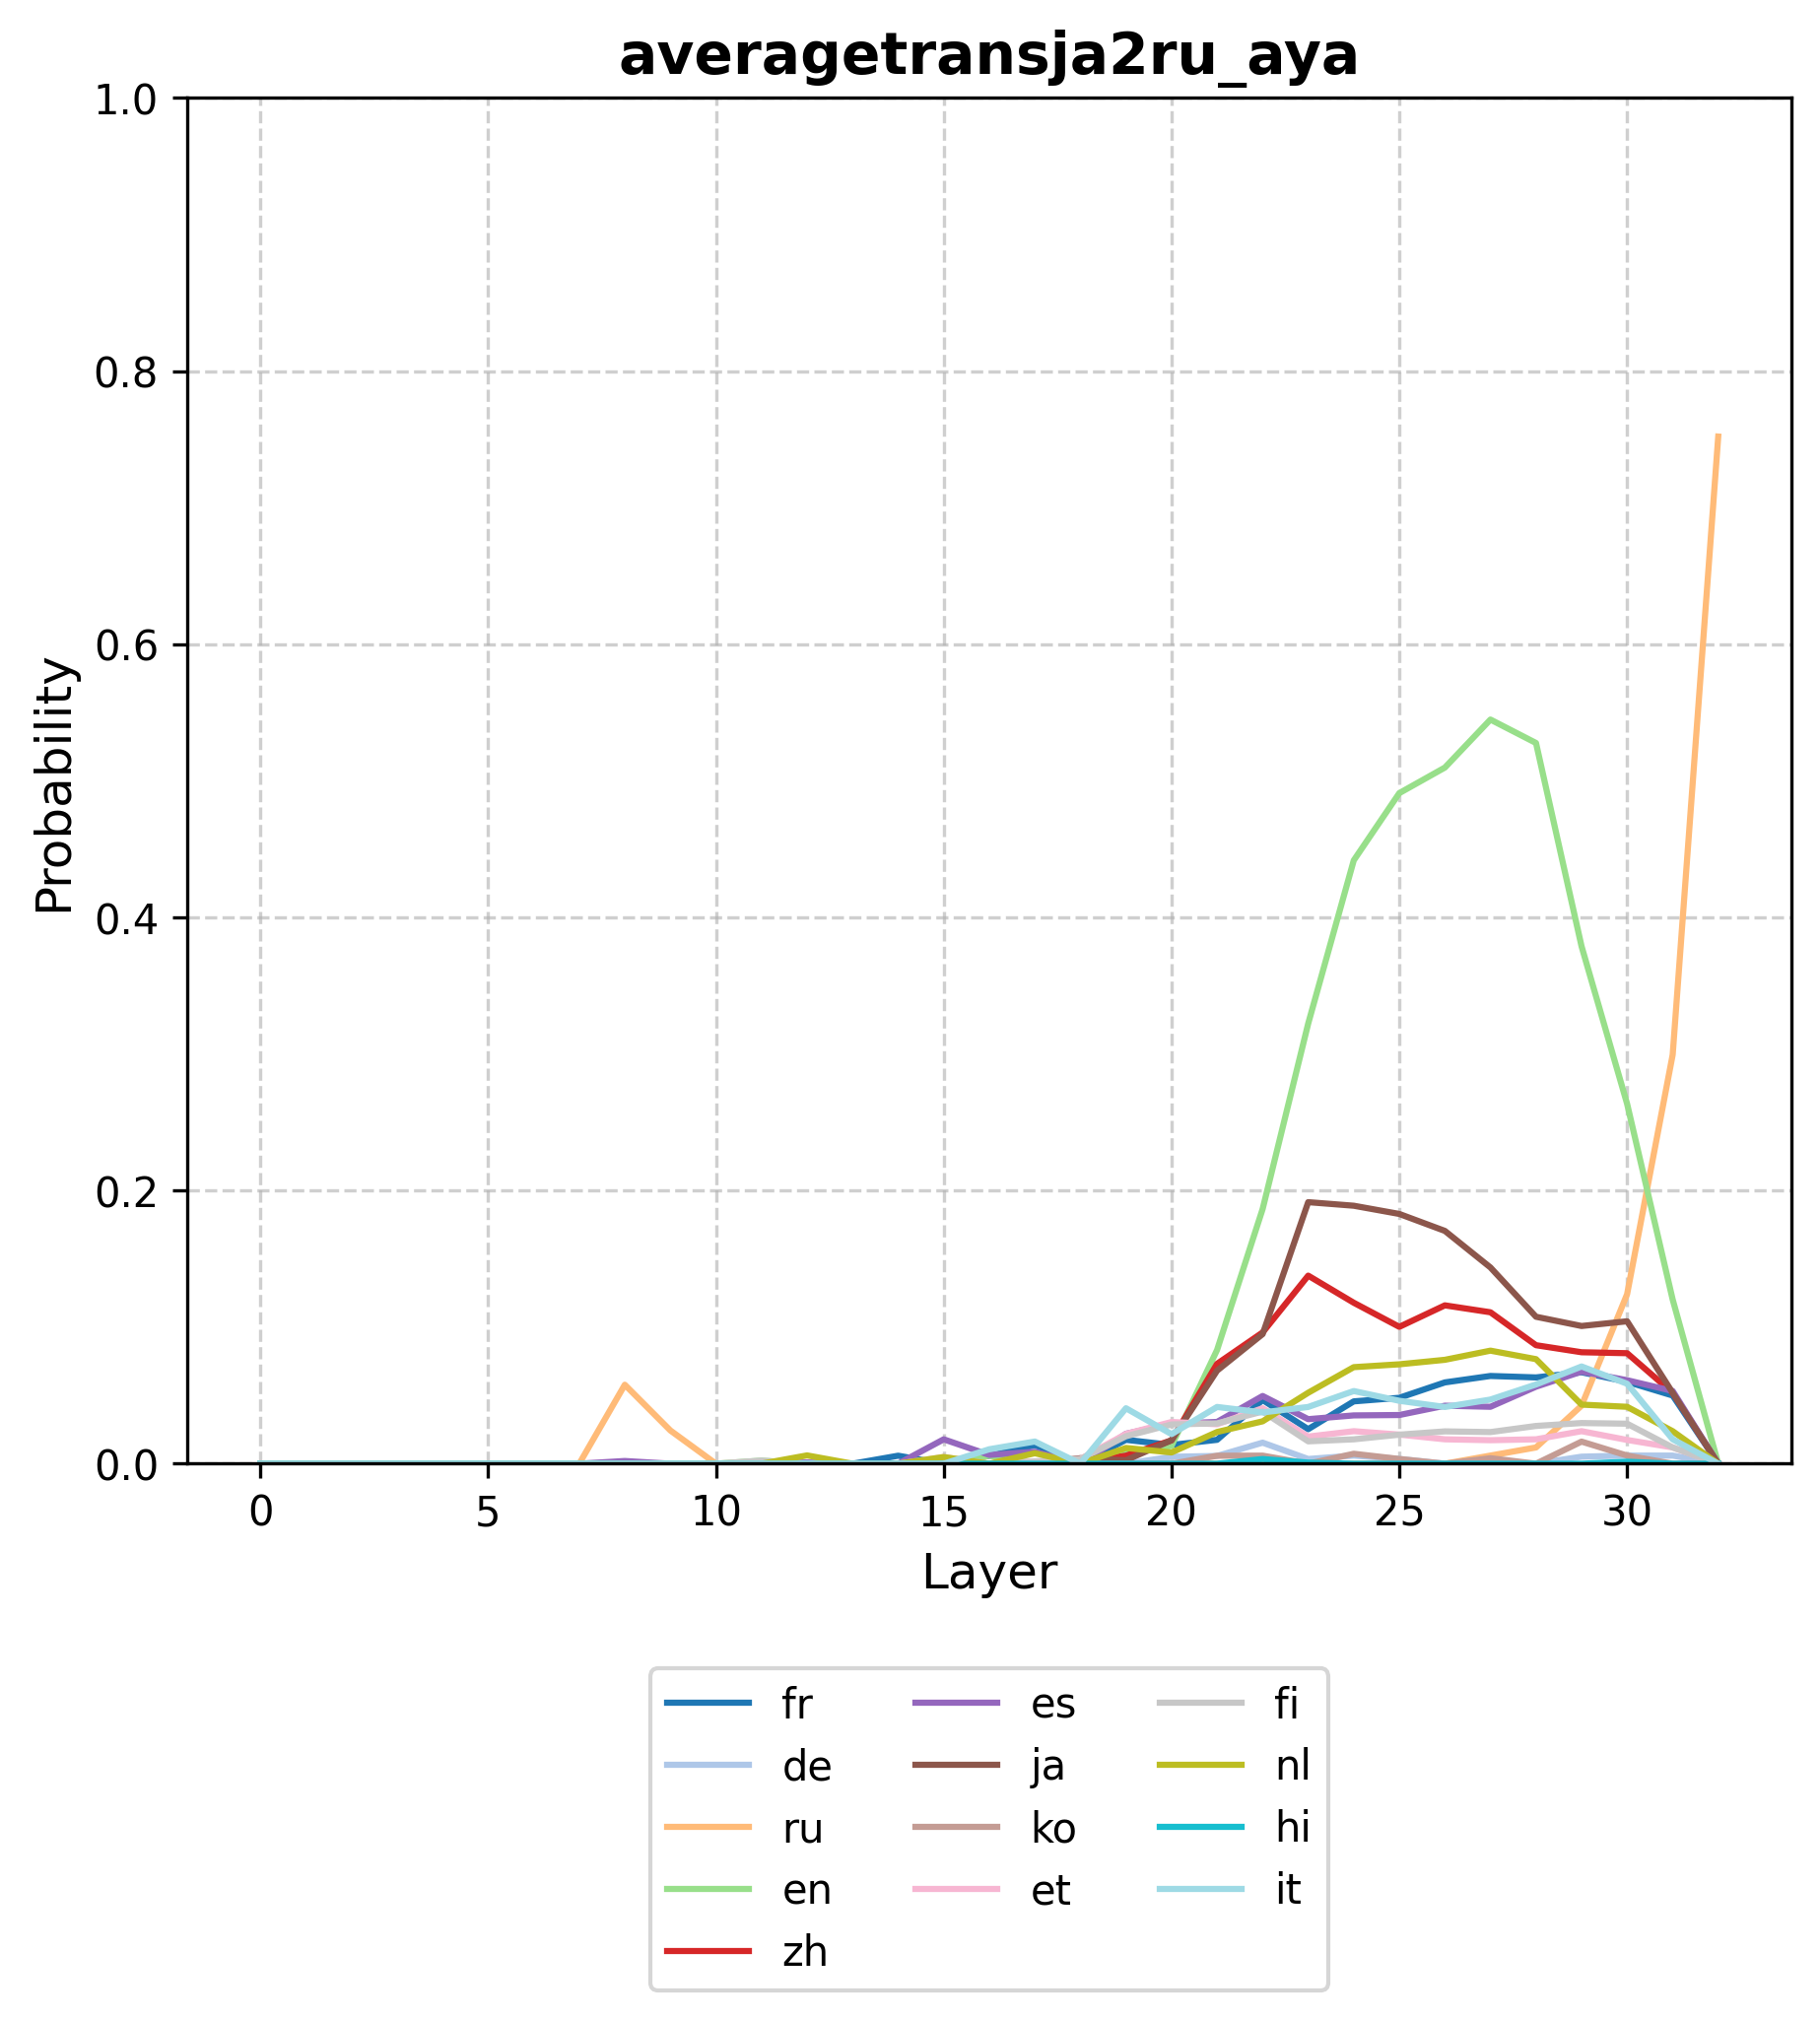 averagetransja2ru_aya
1.0
0.8
0.6
0.4
0.2
0.0
Probability
0 5 10 15 20 25 30
Layer
fr es fi
de ja nl
ru ko hi
en et it
zh